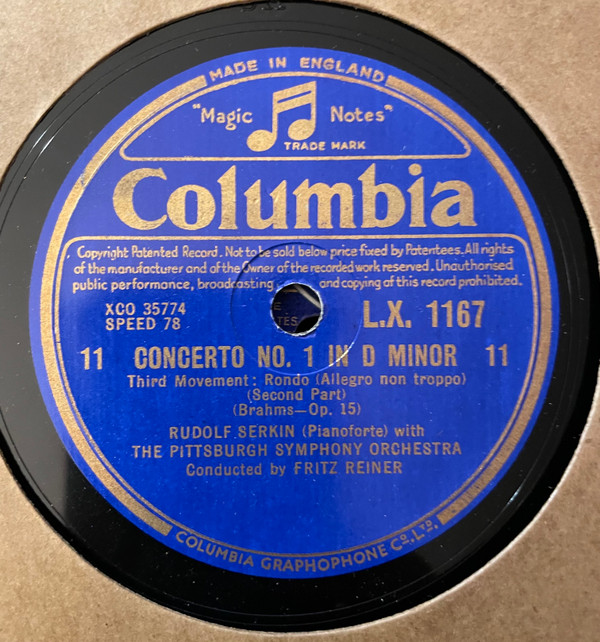 MADE IN ENGLAND
"Magic Notes"
TRADE MARK
Columbia
Copyright Patented Record. Not to be sold below price fixed by Patentees. All rights
of the manufacturer and of the Owner of the recorded work reserved. Unauthorised
public performance, broadcasting and copying of this record prohibited.
XCO 35774
SPEED 78
L.X. 1167
11 CONCERTO NO. 1 IN D MINOR 11
Third Movement: Rondo (Allegro non troppo)
(Second Part)
(Brahms—Op. 15)
RUDOLF SERKIN (Pianoforte) with
THE PITTSBURGH SYMPHONY ORCHESTRA
Conducted by FRITZ REINER
COLUMBIA GRAPHOPHONE CO. LTD.